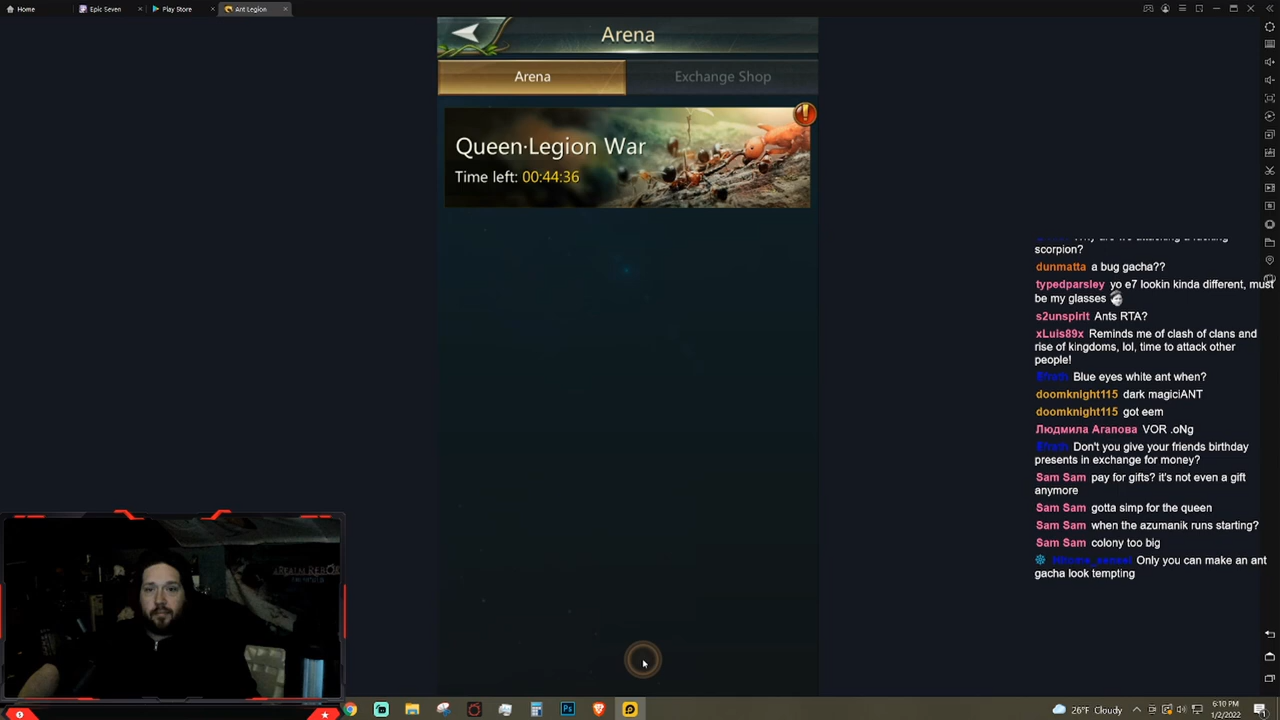 Home
Epic Seven
Play Store
Ant Legion
Arena
Arena
Exchange Shop
Queen·Legion War
Time left: 00:44:36
scorpion?
dunmatta a bug gacha??
typedparsley yo e7 lookin kinda different, must
be my glasses
s2unspirit Ants RTA?
xLuis89x Reminds me of clash of clans and
rise of kingdoms, lol, time to attack other
people!
Blue eyes white ant when?
doomknight115 dark magiciANT
doomknight115 got eem
Людмила Агапова VOR .oNg
Don't you give your friends birthday
presents in exchange for money?
Sam Sam pay for gifts? it's not even a gift
anymore
Sam Sam gotta simp for the queen
Sam Sam when the azumanik runs starting?
Sam Sam colony too big
Only you can make an ant
gacha look tempting
26°F Cloudy
6:10 PM
1/2/2022